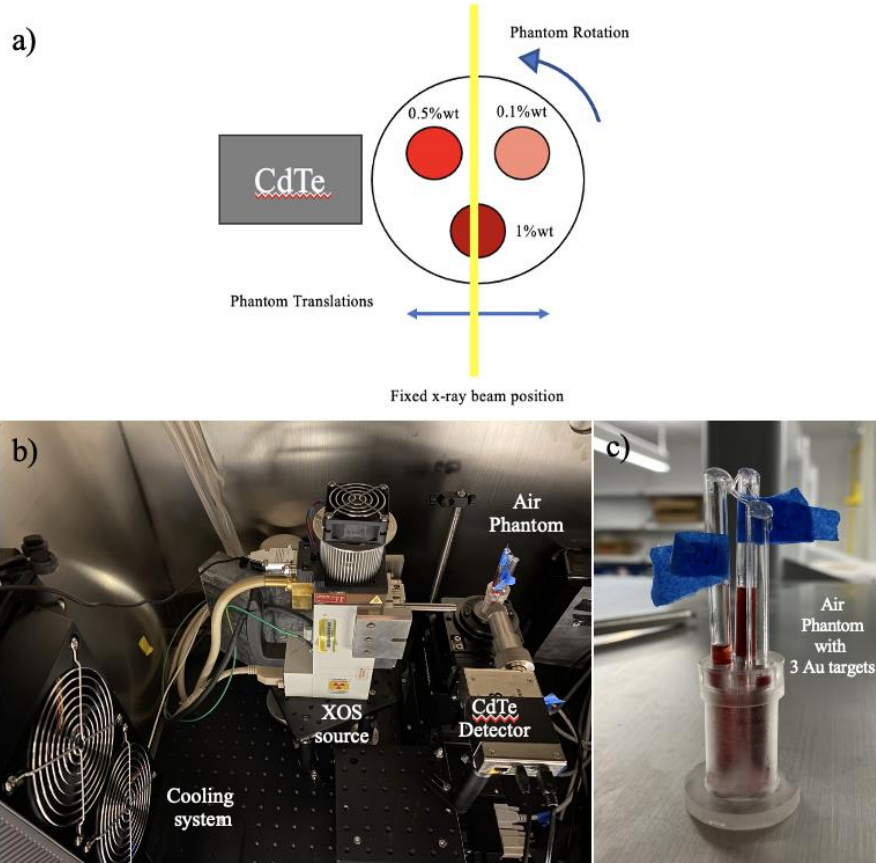 a)
Phantom Rotation
0.5%wt
0.1%wt
CdTe
1%wt
Phantom Translations
Fixed x-ray beam position
b)
Air
Phantom
XOS
source
CdTe
Detector
Cooling
system
c)
Air
Phantom
with
3 Au targets